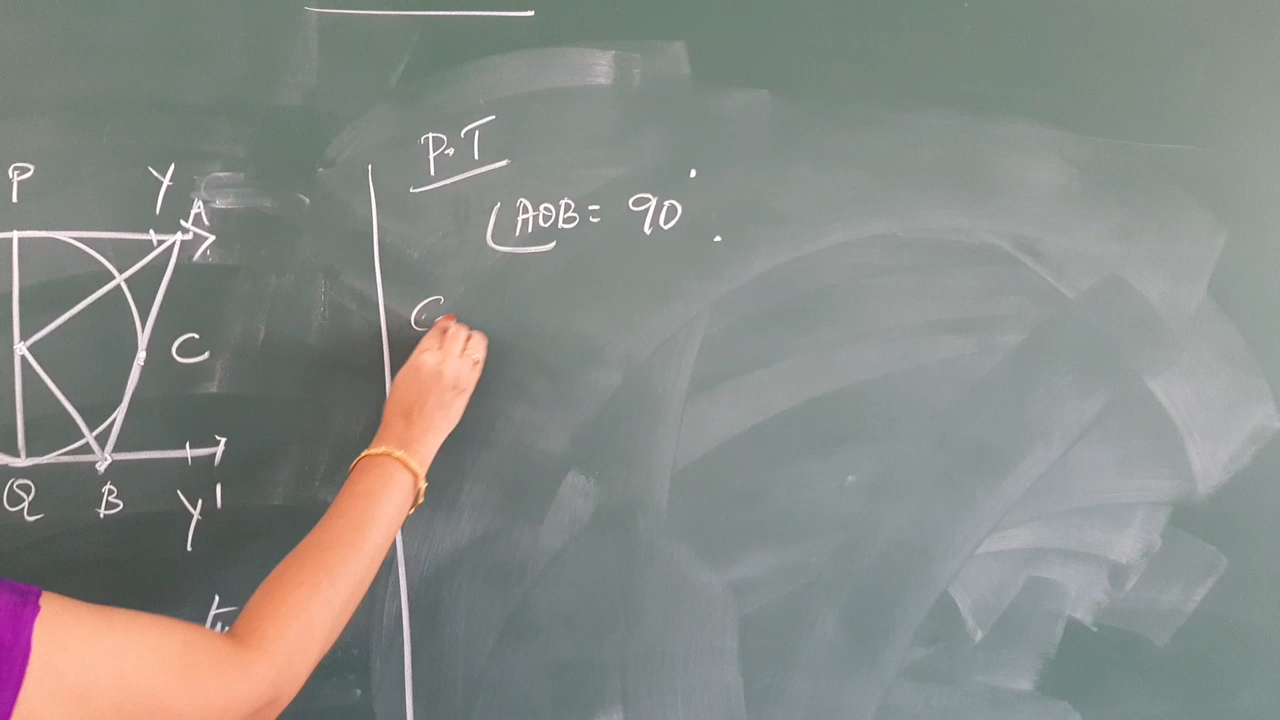 P.T
∠AOB = 90°.
C
P Y
A
C
Q B Y'